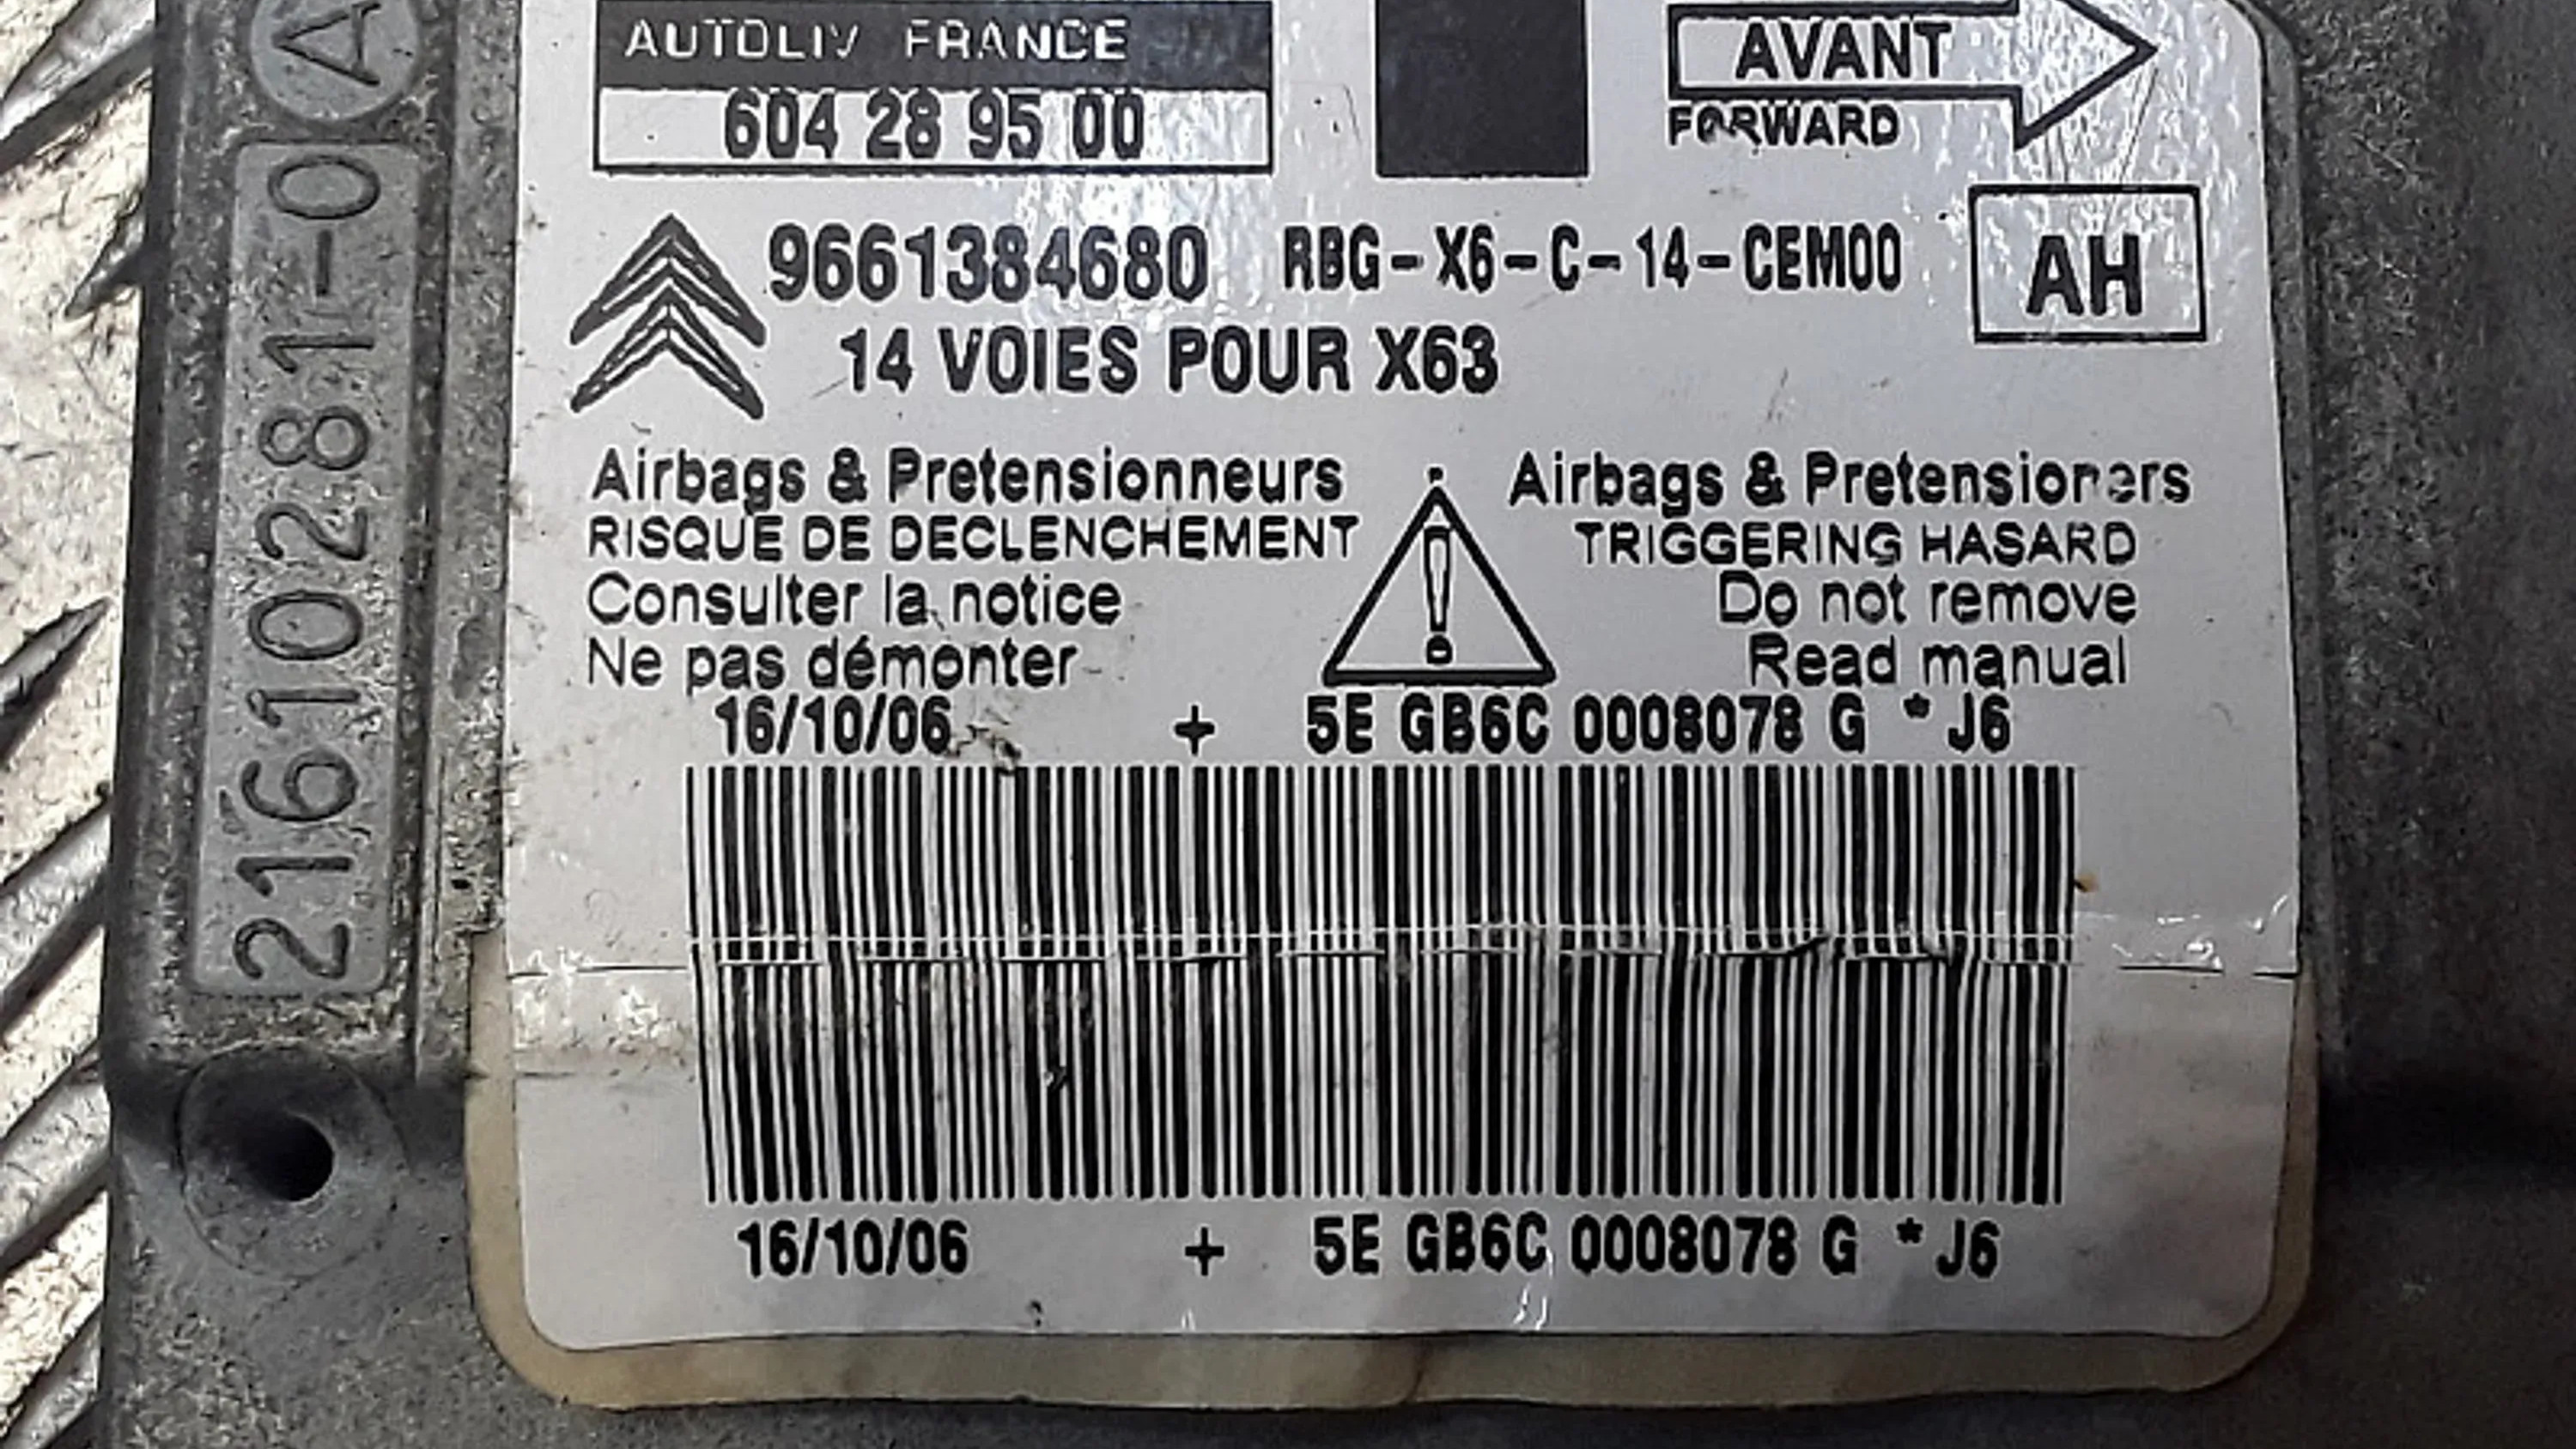 AUTOLIV FRANCE
604 28 95 00
AVANT
FORWARD
9661384680 RBG-X6-C-14-CEM00
AH
14 VOIES POUR X63
Airbags & Pretensionneurs
RISQUE DE DECLENCHEMENT
Consulter la notice
Ne pas démonter
Airbags & Pretensioners
TRIGGERING HASARD
Do not remove
Read manual
16/10/06 + 5E GB6C 0008078 G *J6
16/10/06 + 5E GB6C 0008078 G *J6
21610281-0 A